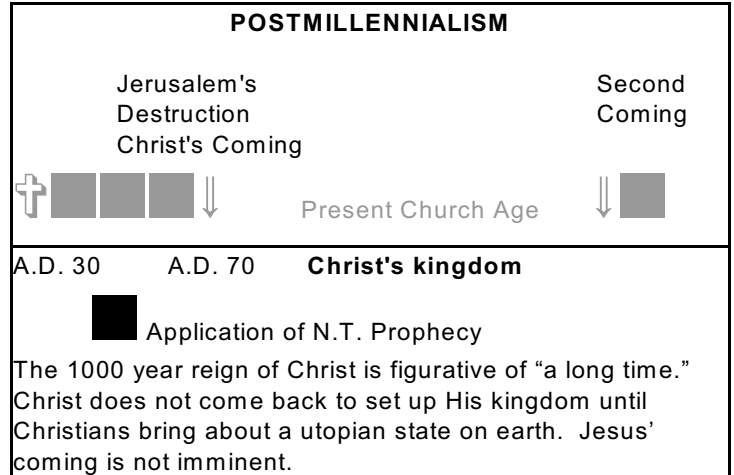 POSTMILLENNIALISM
Jerusalem's Second
Destruction Coming
Christ's Coming
Present Church Age
A.D. 30 A.D. 70 Christ's kingdom
Application of N.T. Prophecy
The 1000 year reign of Christ is figurative of “a long time.”
Christ does not come back to set up His kingdom until
Christians bring about a utopian state on earth. Jesus’
coming is not imminent.